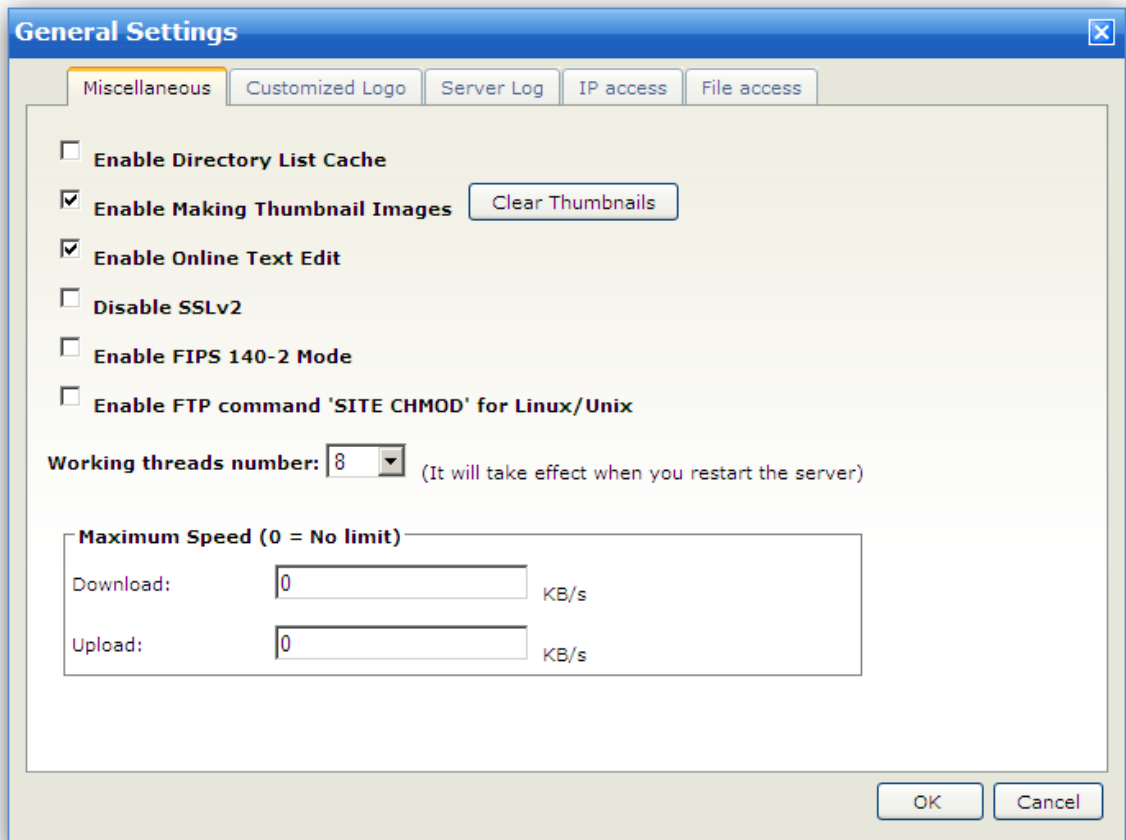 General Settings
Miscellaneous Customized Logo Server Log IP access File access
Enable Directory List Cache
Enable Making Thumbnail Images Clear Thumbnails
Enable Online Text Edit
Disable SSLv2
Enable FIPS 140-2 Mode
Enable FTP command 'SITE CHMOD' for Linux/Unix
Working threads number: 8 (It will take effect when you restart the server)
Maximum Speed (0 = No limit)
Download: 0 KB/s
Upload: 0 KB/s
OK Cancel